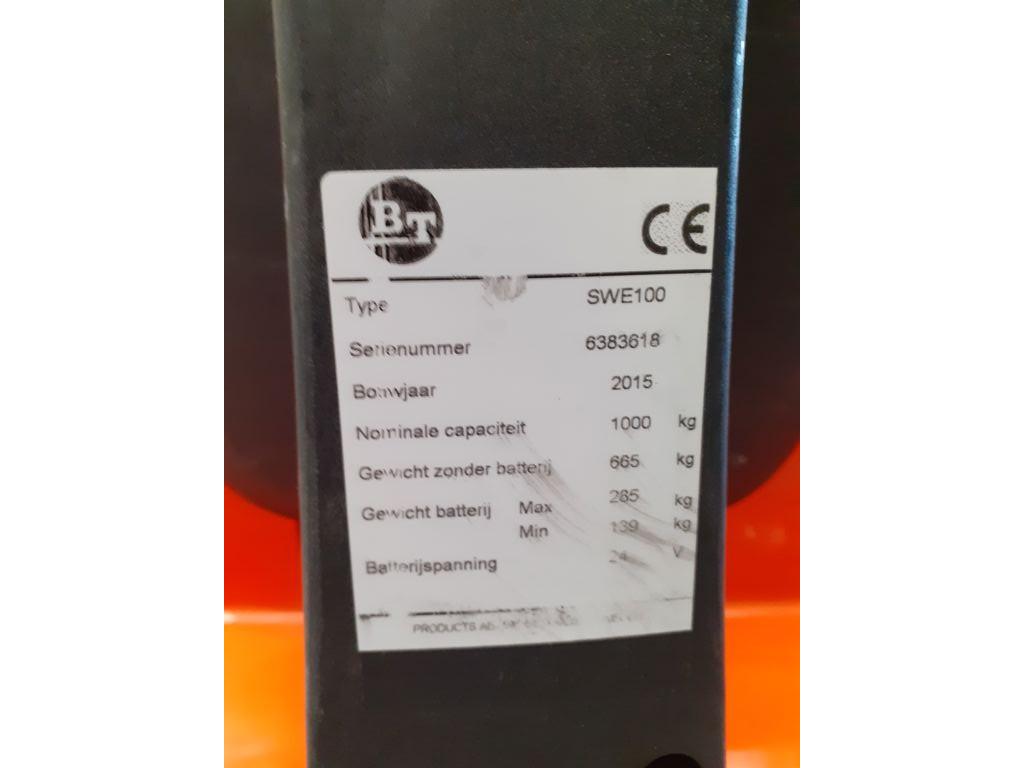 BT
CE
Type SWE100
Serienummer 6383618
Bouwjaar 2015
Nominale capaciteit 1000 kg
Gewicht zonder batterij 665 kg
Gewicht batterij Max 285 kg
Min 139 kg
Batterijspanning 24 V
PRODUCTS AB